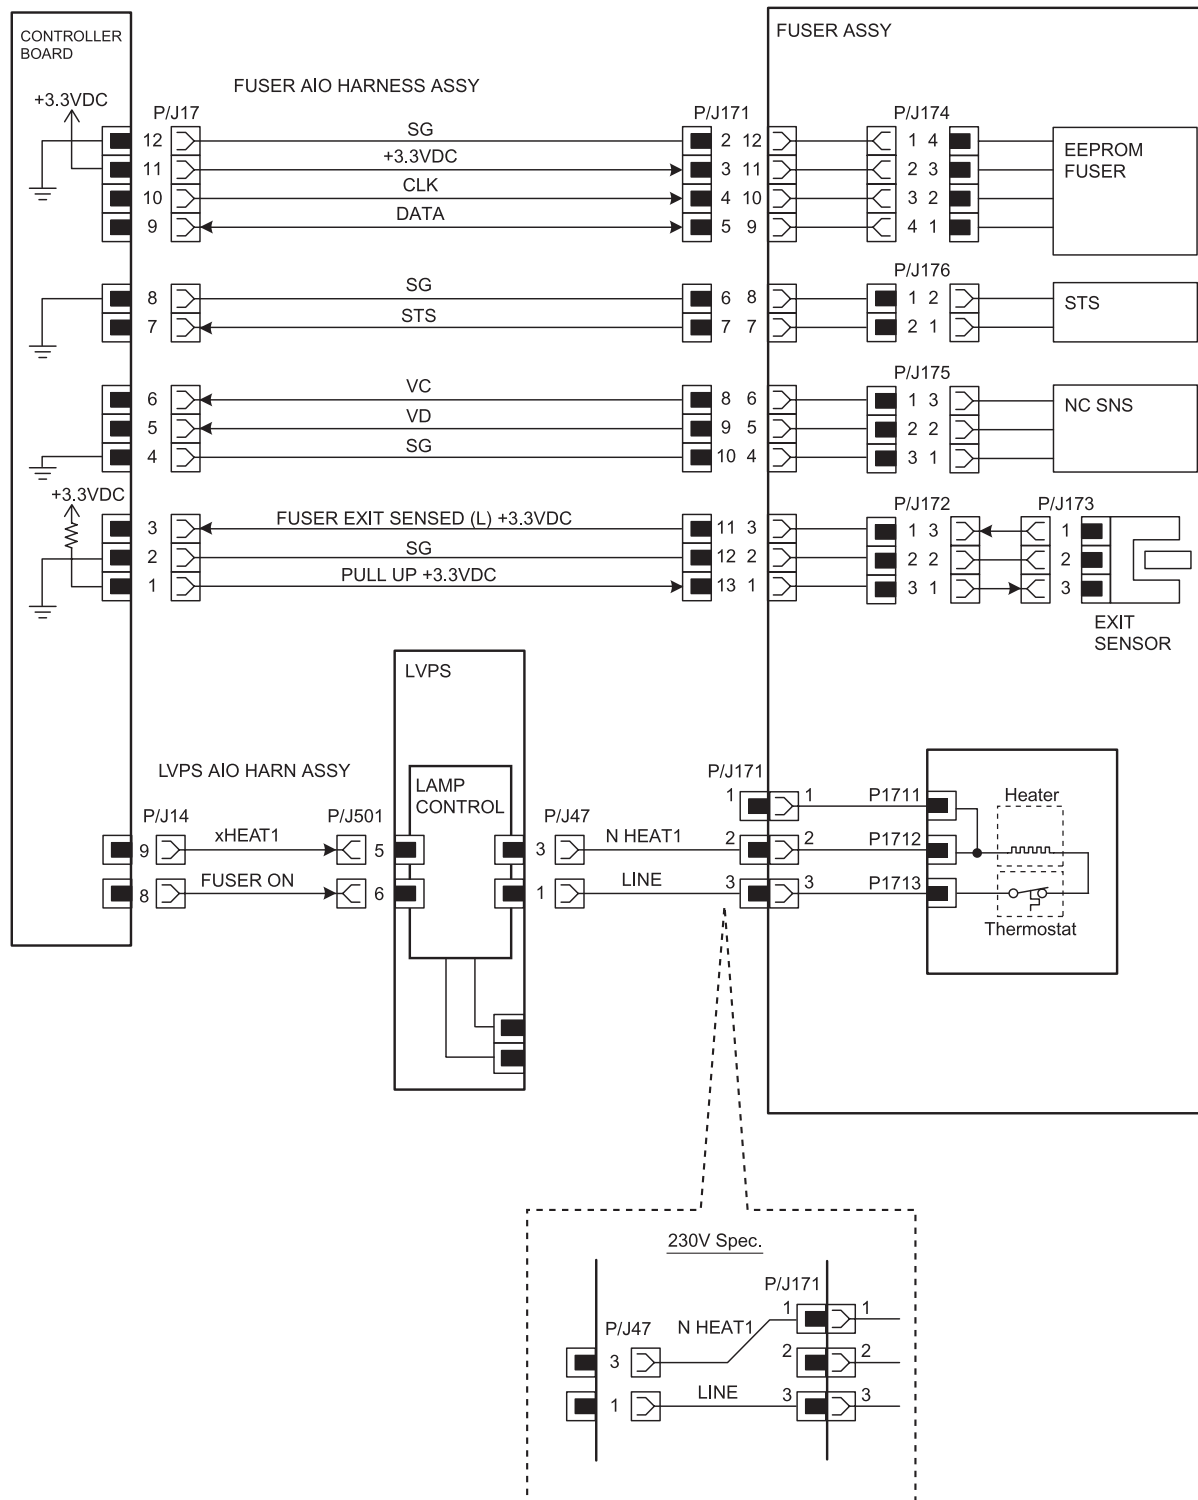 CONTROLLER
BOARD
FUSER ASSY
FUSER AIO HARNESS ASSY
+3.3VDC
P/J17
P/J171
P/J174
12 SG 2 12 1 4
11 +3.3VDC 3 11 2 3
10 CLK 4 10 3 2
9 DATA 5 9 4 1
EEPROM
FUSER
P/J176
8 SG 6 8 1 2
7 STS 7 7 2 1
STS
P/J175
6 VC 8 6 1 3
5 VD 9 5 2 2
4 SG 10 4 3 1
NC SNS
+3.3VDC
P/J172
P/J173
3 FUSER EXIT SENSED (L) +3.3VDC 11 3 1 3 1
2 SG 12 2 2 2 2
1 PULL UP +3.3VDC 13 1 3 1 3
EXIT
SENSOR
LVPS
LVPS AIO HARN ASSY
LAMP
CONTROL
P/J14
P/J501
P/J47
P/J171
1 1 P1711
Heater
9 xHEAT1 5 3 N HEAT1 2 2 P1712
8 FUSER ON 6 1 LINE 3 3 P1713
Thermostat
230V Spec.
P/J171
P/J47
N HEAT1
1 1
3 2 2
1 LINE 3 3